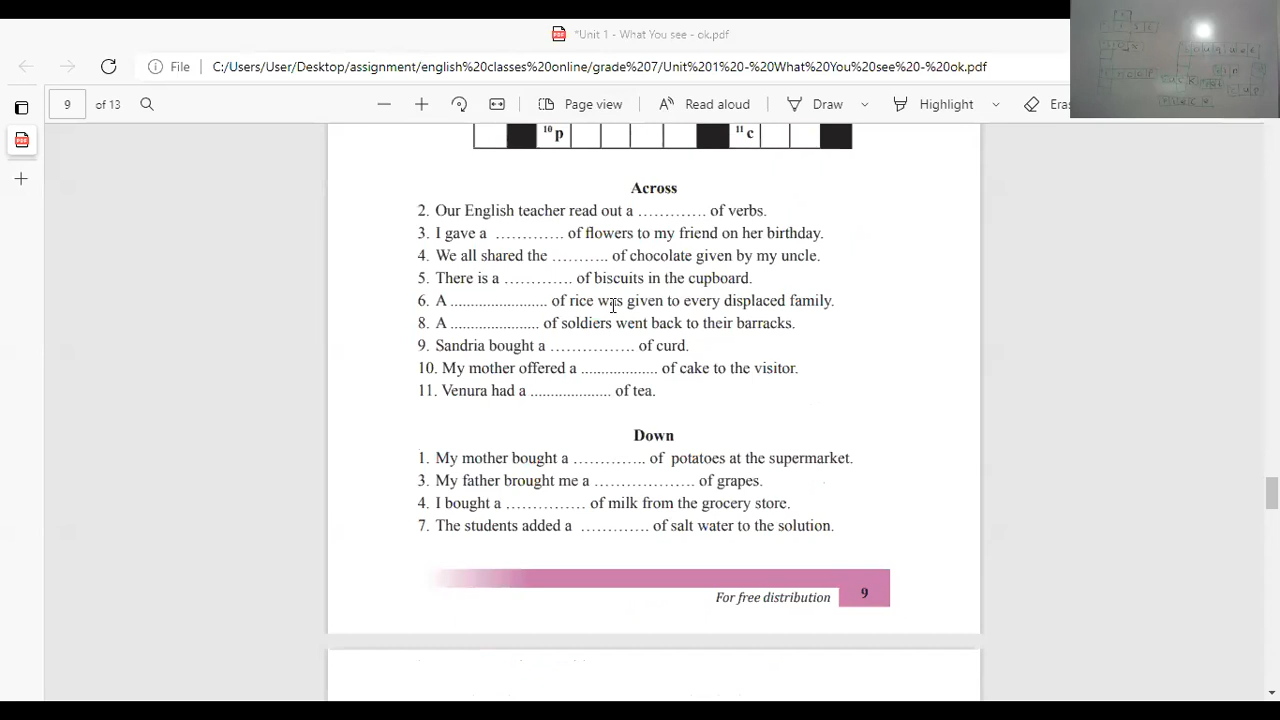 *Unit 1 - What You see - ok.pdf
File C:/Users/User/Desktop/assignment/english%20classes%20online/grade%207/Unit%201%20-%20What%20You%20see%20-%20ok.pdf
9 of 13 Page view Read aloud Draw Highlight Eras
10 p 11 c
Across
2. Our English teacher read out a …………. of verbs.
3. I gave a …………. of flowers to my friend on her birthday.
4. We all shared the ……….. of chocolate given by my uncle.
5. There is a …………. of biscuits in the cupboard.
6. A ........................ of rice was given to every displaced family.
8. A ...................... of soldiers went back to their barracks.
9. Sandria bought a ……………. of curd.
10. My mother offered a ................... of cake to the visitor.
11. Venura had a .................... of tea.
Down
1. My mother bought a ………….. of potatoes at the supermarket.
3. My father brought me a ………………. of grapes.
4. I bought a …………… of milk from the grocery store.
7. The students added a …………. of salt water to the solution.
For free distribution 9